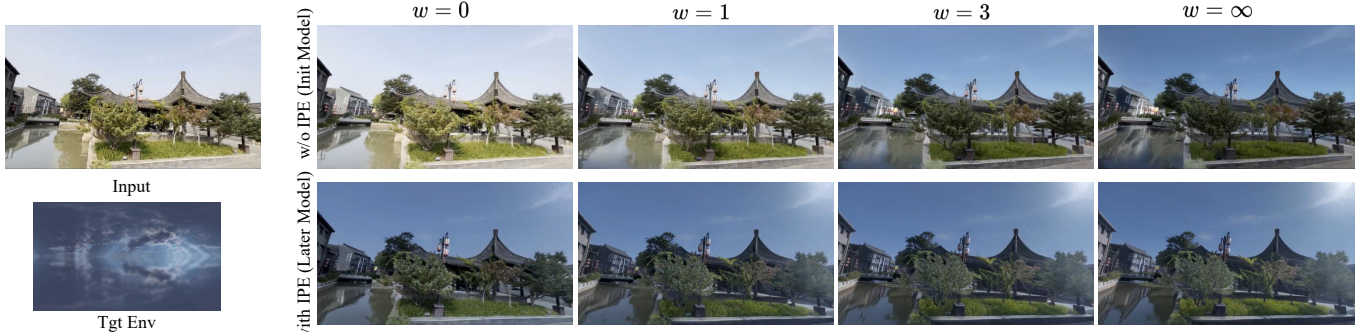 w = 0
w = 1
w = 3
w = ∞
w/o IPE (Init Model)
Input
with IPE (Later Model)
Tgt Env